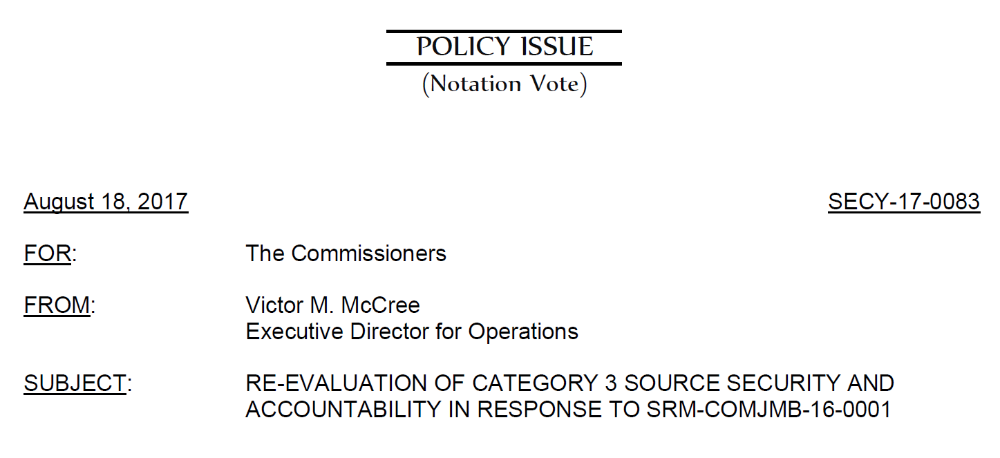 POLICY ISSUE
(Notation Vote)
August 18, 2017 SECY-17-0083
FOR: The Commissioners
FROM: Victor M. McCree
Executive Director for Operations
SUBJECT: RE-EVALUATION OF CATEGORY 3 SOURCE SECURITY AND
ACCOUNTABILITY IN RESPONSE TO SRM-COMJMB-16-0001